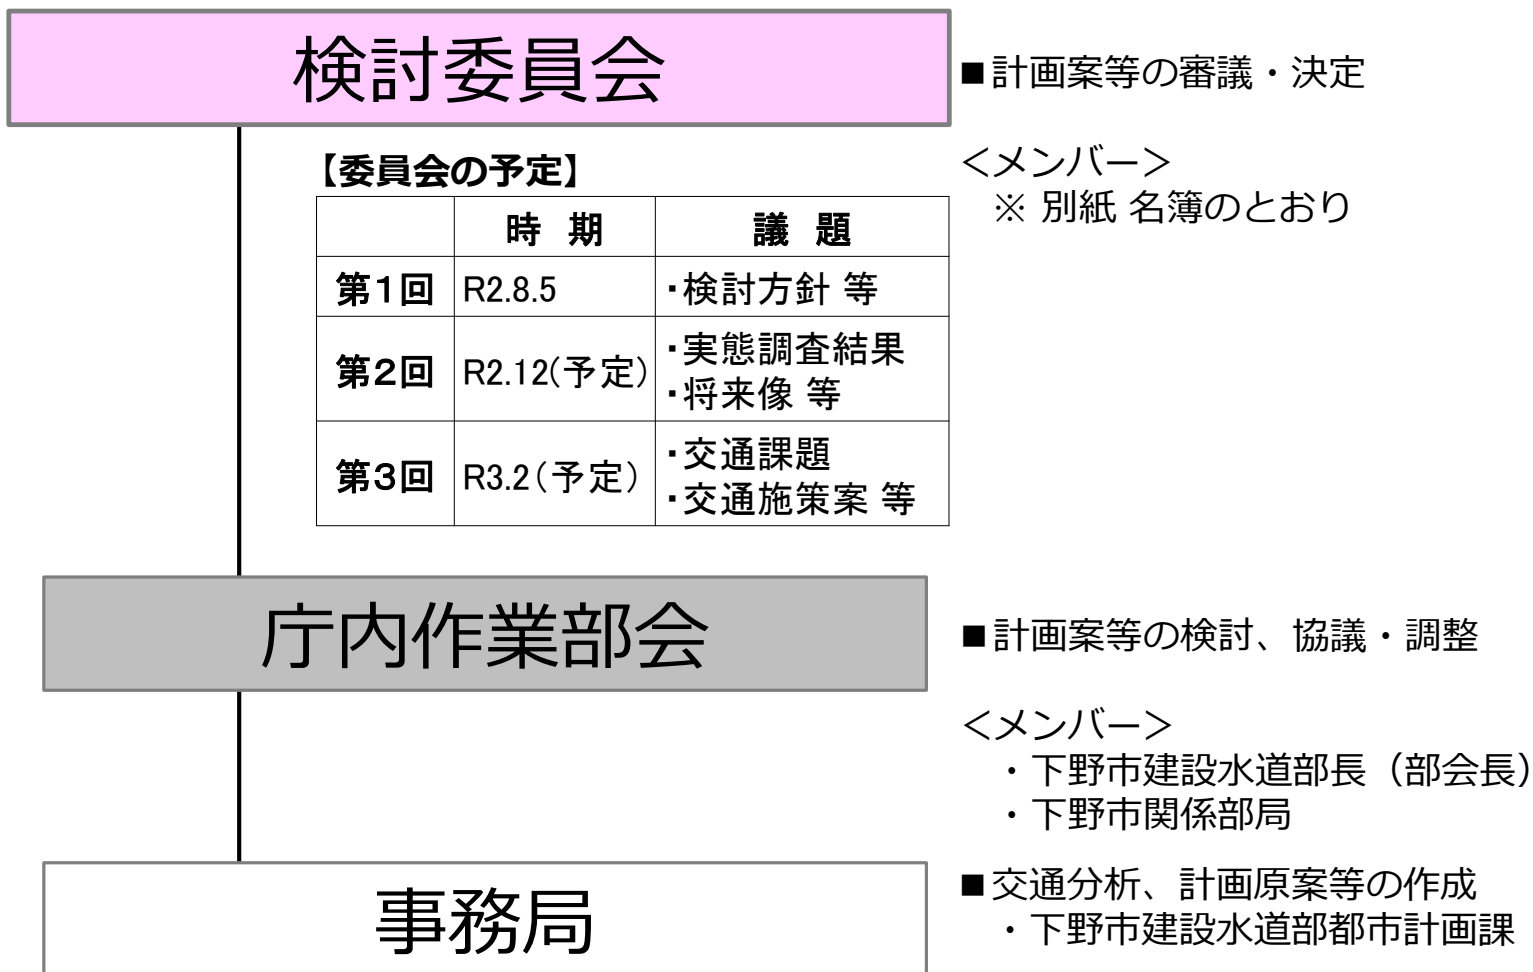 検討委員会
■計画案等の審議・決定
<メンバー>
※ 別紙 名簿のとおり
【委員会の予定】
時　期　議　題
第1回 R2.8.5 ・検討方針 等
第2回 R2.12(予定) ・実態調査結果
・将来像 等
第3回 R3.2(予定) ・交通課題
・交通施策案 等
庁内作業部会
■計画案等の検討、協議・調整
<メンバー>
・下野市建設水道部長（部会長）
・下野市関係部局
事務局
■交通分析、計画原案等の作成
・下野市建設水道部都市計画課